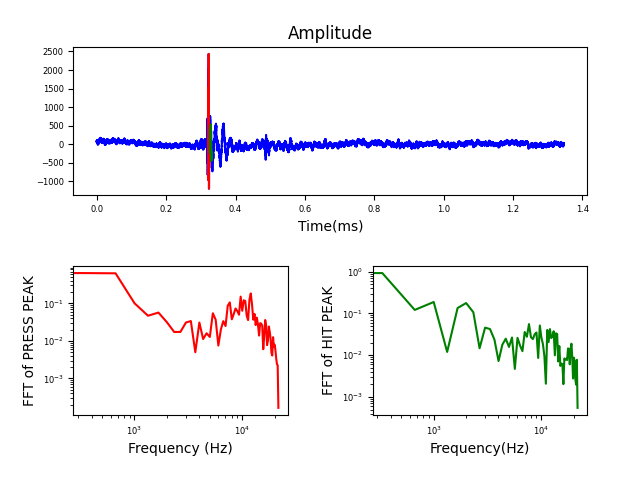 Amplitude
2500
2000
1500
1000
500
0
−500
−1000
0.0 0.2 0.4 0.6 0.8 1.0 1.2 1.4
Time(ms)
FFT of PRESS PEAK
10⁻¹
10⁻²
10⁻³
10³ 10⁴
Frequency (Hz)
FFT of HIT PEAK
10⁰
10⁻¹
10⁻²
10⁻³
10³ 10⁴
Frequency(Hz)